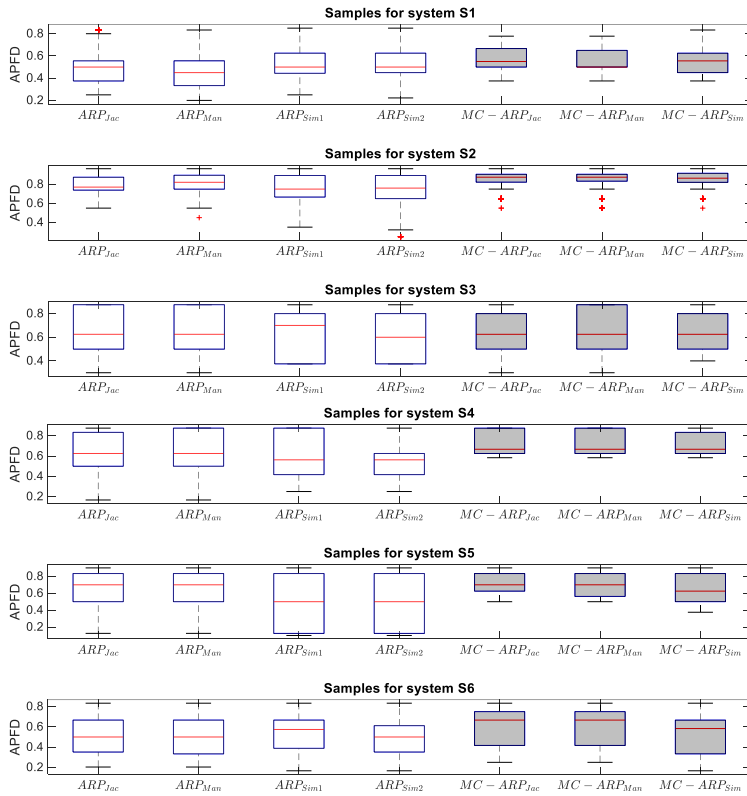 Samples for system S1
APFD
0.8
0.6
0.4
0.2
ARP_Jac ARP_Man ARP_Sim1 ARP_Sim2 MC − ARP_Jac MC − ARP_Man MC − ARP_Sim
Samples for system S2
APFD
0.8
0.6
0.4
ARP_Jac ARP_Man ARP_Sim1 ARP_Sim2 MC − ARP_Jac MC − ARP_Man MC − ARP_Sim
Samples for system S3
APFD
0.8
0.6
0.4
ARP_Jac ARP_Man ARP_Sim1 ARP_Sim2 MC − ARP_Jac MC − ARP_Man MC − ARP_Sim
Samples for system S4
APFD
0.8
0.6
0.4
0.2
ARP_Jac ARP_Man ARP_Sim1 ARP_Sim2 MC − ARP_Jac MC − ARP_Man MC − ARP_Sim
Samples for system S5
APFD
0.8
0.6
0.4
0.2
ARP_Jac ARP_Man ARP_Sim1 ARP_Sim2 MC − ARP_Jac MC − ARP_Man MC − ARP_Sim
Samples for system S6
APFD
0.8
0.6
0.4
0.2
ARP_Jac ARP_Man ARP_Sim1 ARP_Sim2 MC − ARP_Jac MC − ARP_Man MC − ARP_Sim